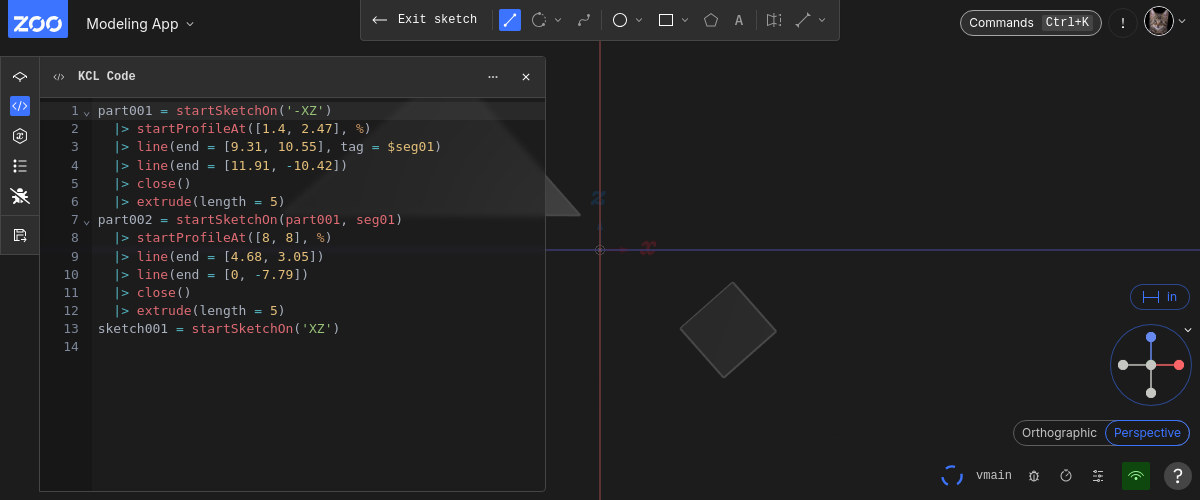 ZOO
Modeling App
Exit sketch
A
Commands Ctrl+K
!
KCL Code
1 part001 = startSketchOn('-XZ')
2 |> startProfileAt([1.4, 2.47], %)
3 |> line(end = [9.31, 10.55], tag = $seg01)
4 |> line(end = [11.91, -10.42])
5 |> close()
6 |> extrude(length = 5)
7 part002 = startSketchOn(part001, seg01)
8 |> startProfileAt([8, 8], %)
9 |> line(end = [4.68, 3.05])
10 |> line(end = [0, -7.79])
11 |> close()
12 |> extrude(length = 5)
13 sketch001 = startSketchOn('XZ')
14
z
x
in
Orthographic Perspective
vmain
?